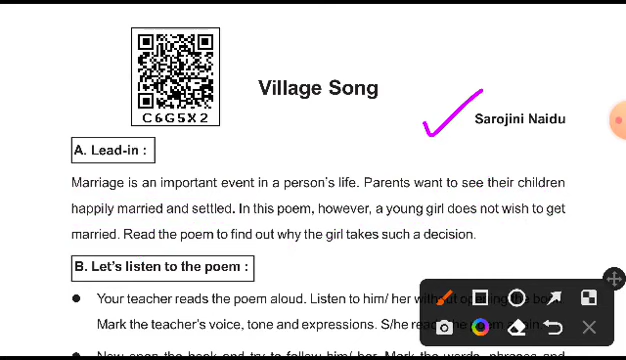 C6G5X2
Village Song
Sarojini Naidu
A. Lead-in :
Marriage is an important event in a person's life. Parents want to see their children
happily married and settled. In this poem, however, a young girl does not wish to get
married. Read the poem to find out why the girl takes such a decision.
B. Let's listen to the poem :
● Your teacher reads the poem aloud. Listen to him/ her without opening the
Mark the teacher's voice, tone and expressions. S/he